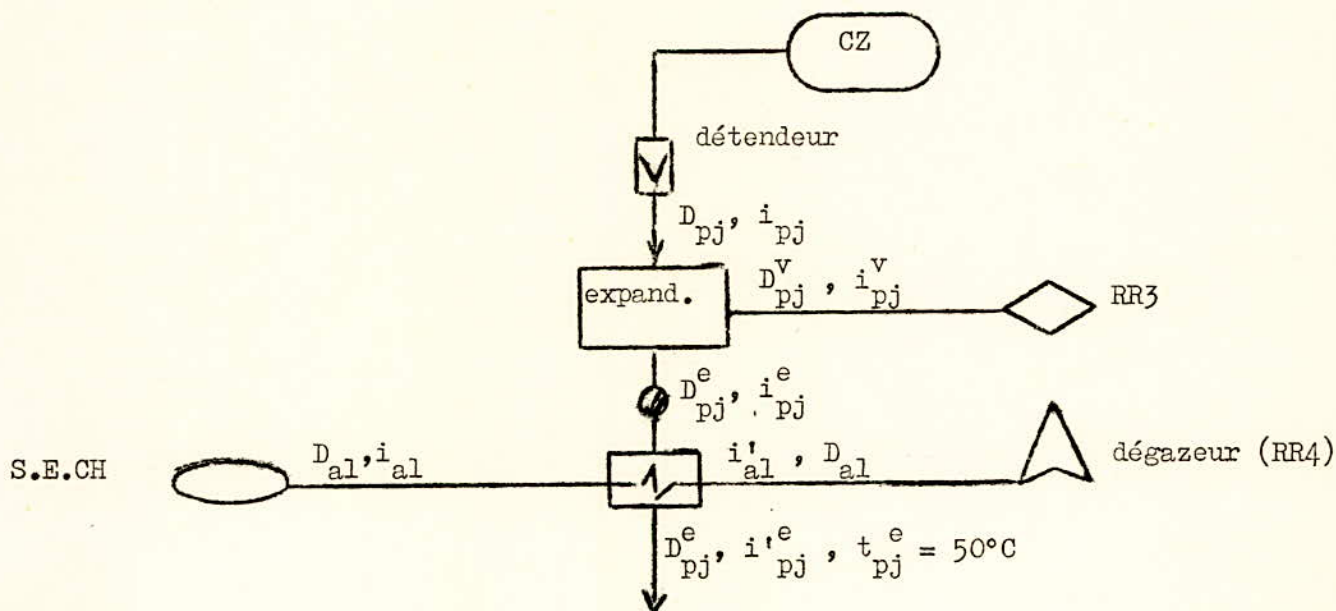 CZ
détendeur
D_pj, i_pj
expand.
D^v_pj , i^v_pj
RR3
D^e_pj, i^e_pj
S.E.CH
D_al,i_al
i'_al , D_al
dégazeur (RR4)
D^e_pj, i'^e_pj , t^e_pj = 50°C